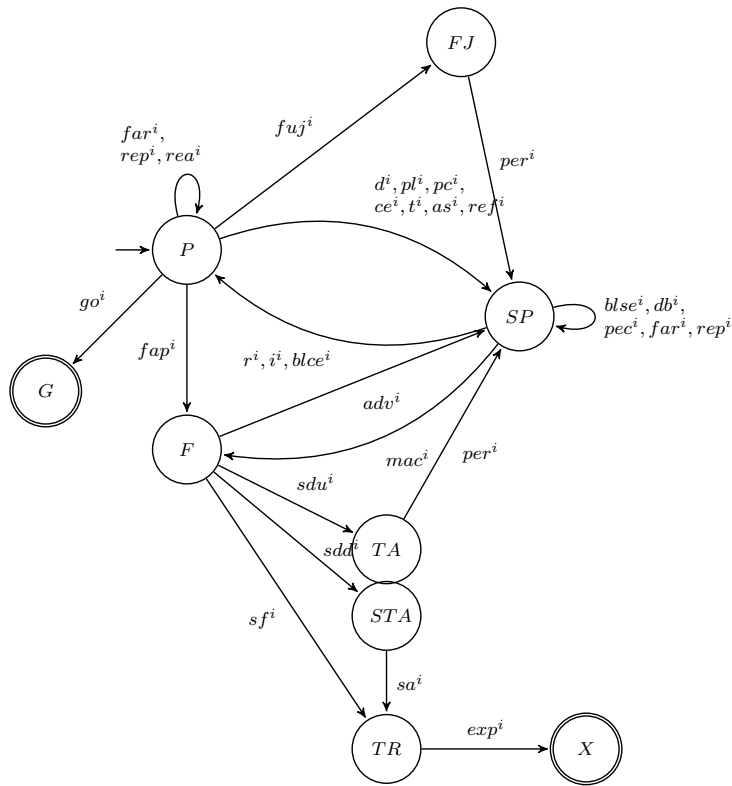 FJ
far^i,
rep^i, rea^i
fuj^i
per^i
d^i, pl^i, pc^i,
ce^i, t^i, as^i, ref^i
P
go^i
SP
blse^i, db^i,
pec^i, far^i, rep^i
fap^i
r^i, i^i, blce^i
G
adv^i
F
mac^i
per^i
sdu^i
sdd^i
TA
STA
sf^i
sa^i
TR
exp^i
X